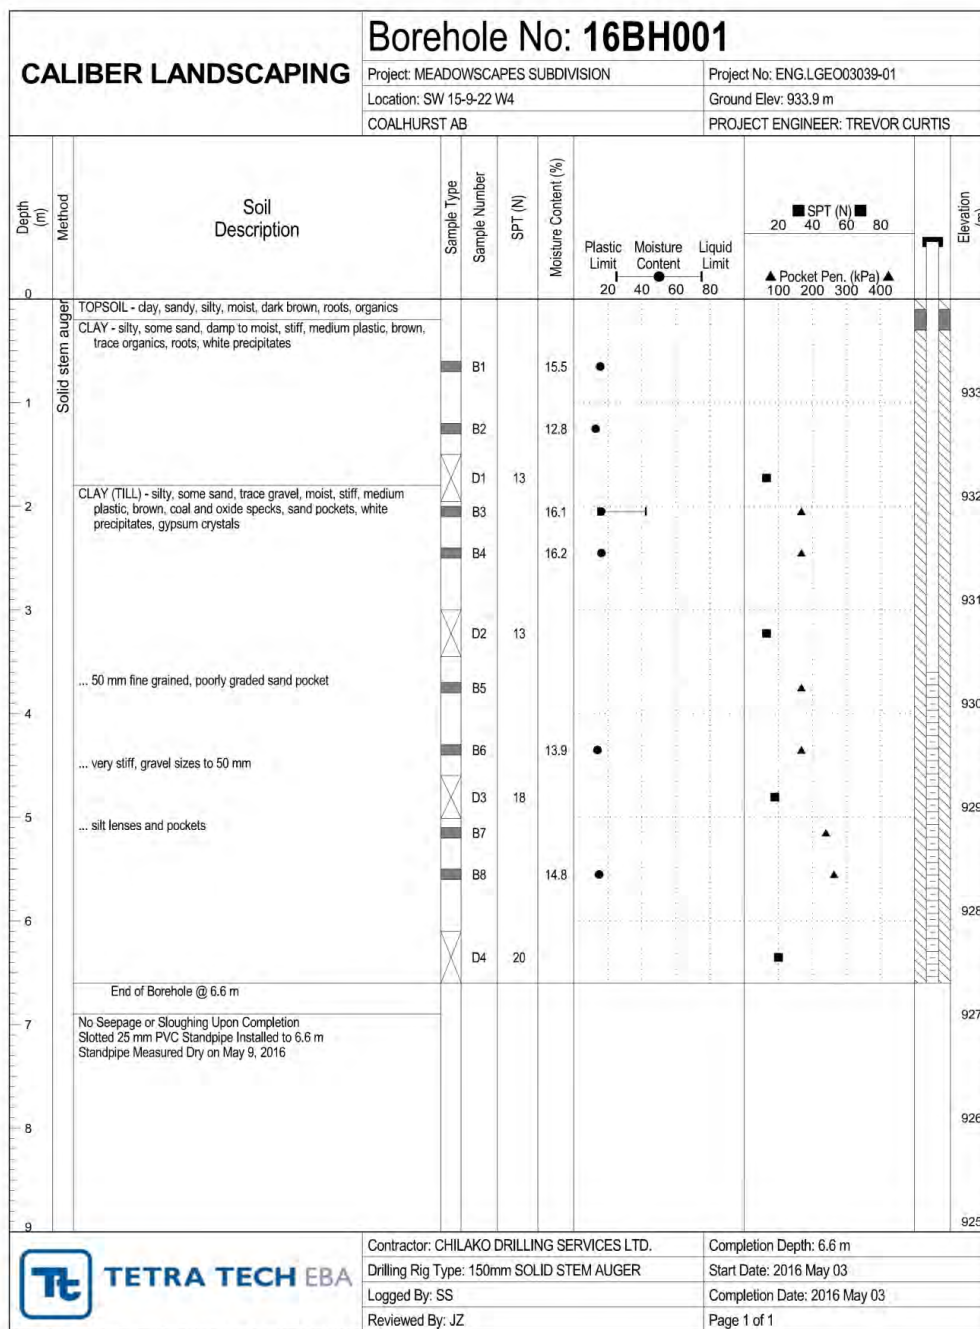 CALIBER LANDSCAPING
Borehole No: 16BH001
Project: MEADOWSCAPES SUBDIVISION
Project No: ENG.LGEO03039-01
Location: SW 15-9-22 W4
Ground Elev: 933.9 m
COALHURST AB
PROJECT ENGINEER: TREVOR CURTIS
Depth
(m)
Method
Soil
Description
Sample Type
Sample Number
SPT (N)
Moisture Content (%)
Plastic Moisture Liquid
Limit Content Limit
20 40 60 80
■ SPT (N) ■
20 40 60 80
▲ Pocket Pen. (kPa) ▲
100 200 300 400
Elevation
(m)
0
Solid stem auger
TOPSOIL - clay, sandy, silty, moist, dark brown, roots, organics
CLAY - silty, some sand, damp to moist, stiff, medium plastic, brown,
trace organics, roots, white precipitates
B1 15.5
933
1
B2 12.8
D1 13
932
CLAY (TILL) - silty, some sand, trace gravel, moist, stiff, medium
plastic, brown, coal and oxide specks, sand pockets, white
precipitates, gypsum crystals
2
B3 16.1
B4 16.2
931
3
D2 13
... 50 mm fine grained, poorly graded sand pocket
B5
930
4
B6 13.9
... very stiff, gravel sizes to 50 mm
D3 18
929
5
... silt lenses and pockets
B7
B8 14.8
928
6
D4 20
End of Borehole @ 6.6 m
927
7
No Seepage or Sloughing Upon Completion
Slotted 25 mm PVC Standpipe Installed to 6.6 m
Standpipe Measured Dry on May 9, 2016
926
8
925
9
Tt TETRA TECH EBA
Contractor: CHILAKO DRILLING SERVICES LTD.
Completion Depth: 6.6 m
Drilling Rig Type: 150mm SOLID STEM AUGER
Start Date: 2016 May 03
Logged By: SS
Completion Date: 2016 May 03
Reviewed By: JZ
Page 1 of 1